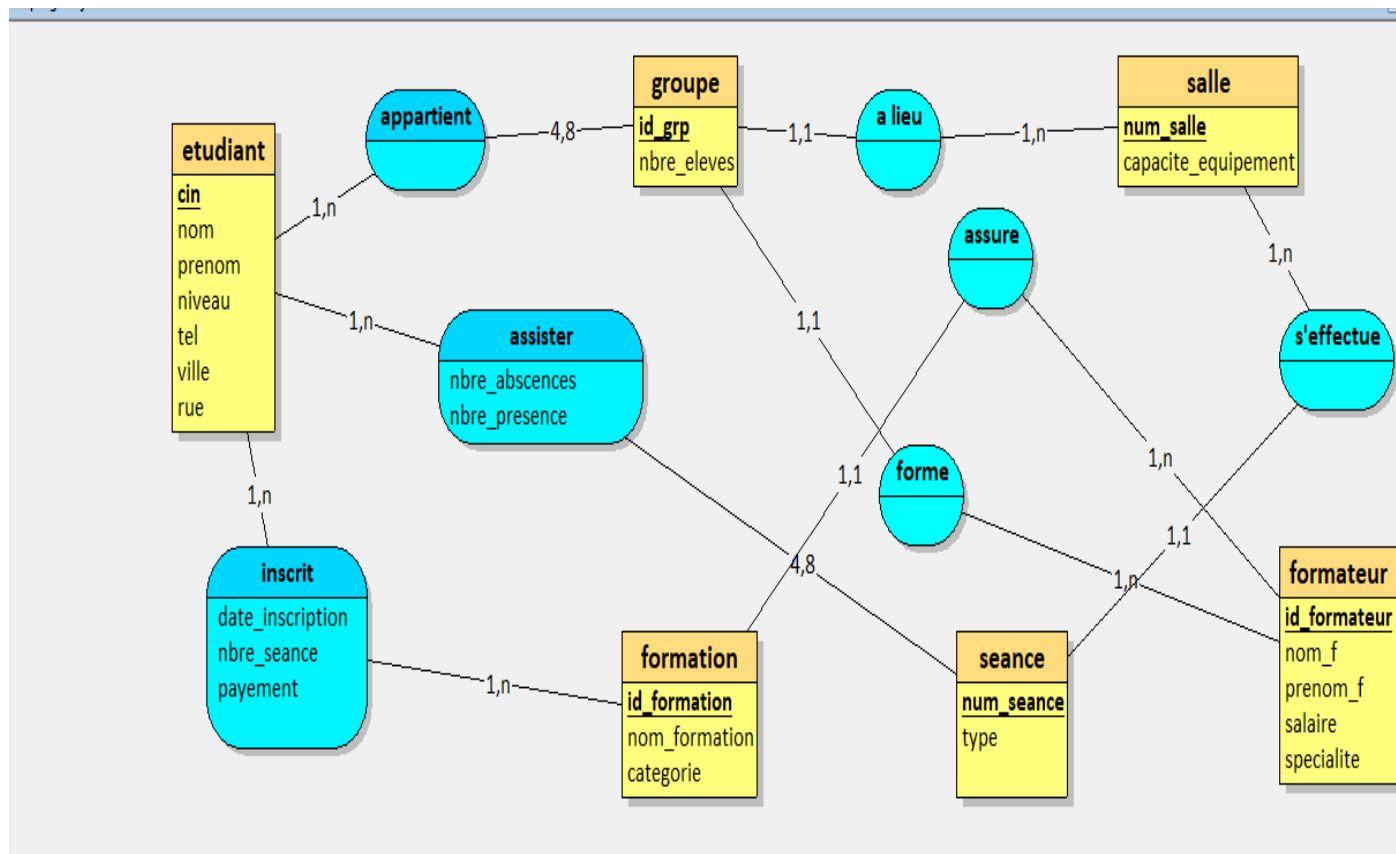 groupe
id_grp
nbre_eleves
salle
num_salle
capacite_equipement
appartient
a lieu
4,8
1,1
1,n
etudiant
cin
nom
prenom
niveau
tel
ville
rue
1,n
assure
1,n
1,n
1,1
assister
nbre_abscences
nbre_presence
s'effectue
1,n
1,1
forme
1,n
4,8
1,1
1,n
inscrit
date_inscription
nbre_seance
payement
1,n
formation
id_formation
nom_formation
categorie
seance
num_seance
type
formateur
id_formateur
nom_f
prenom_f
salaire
specialite